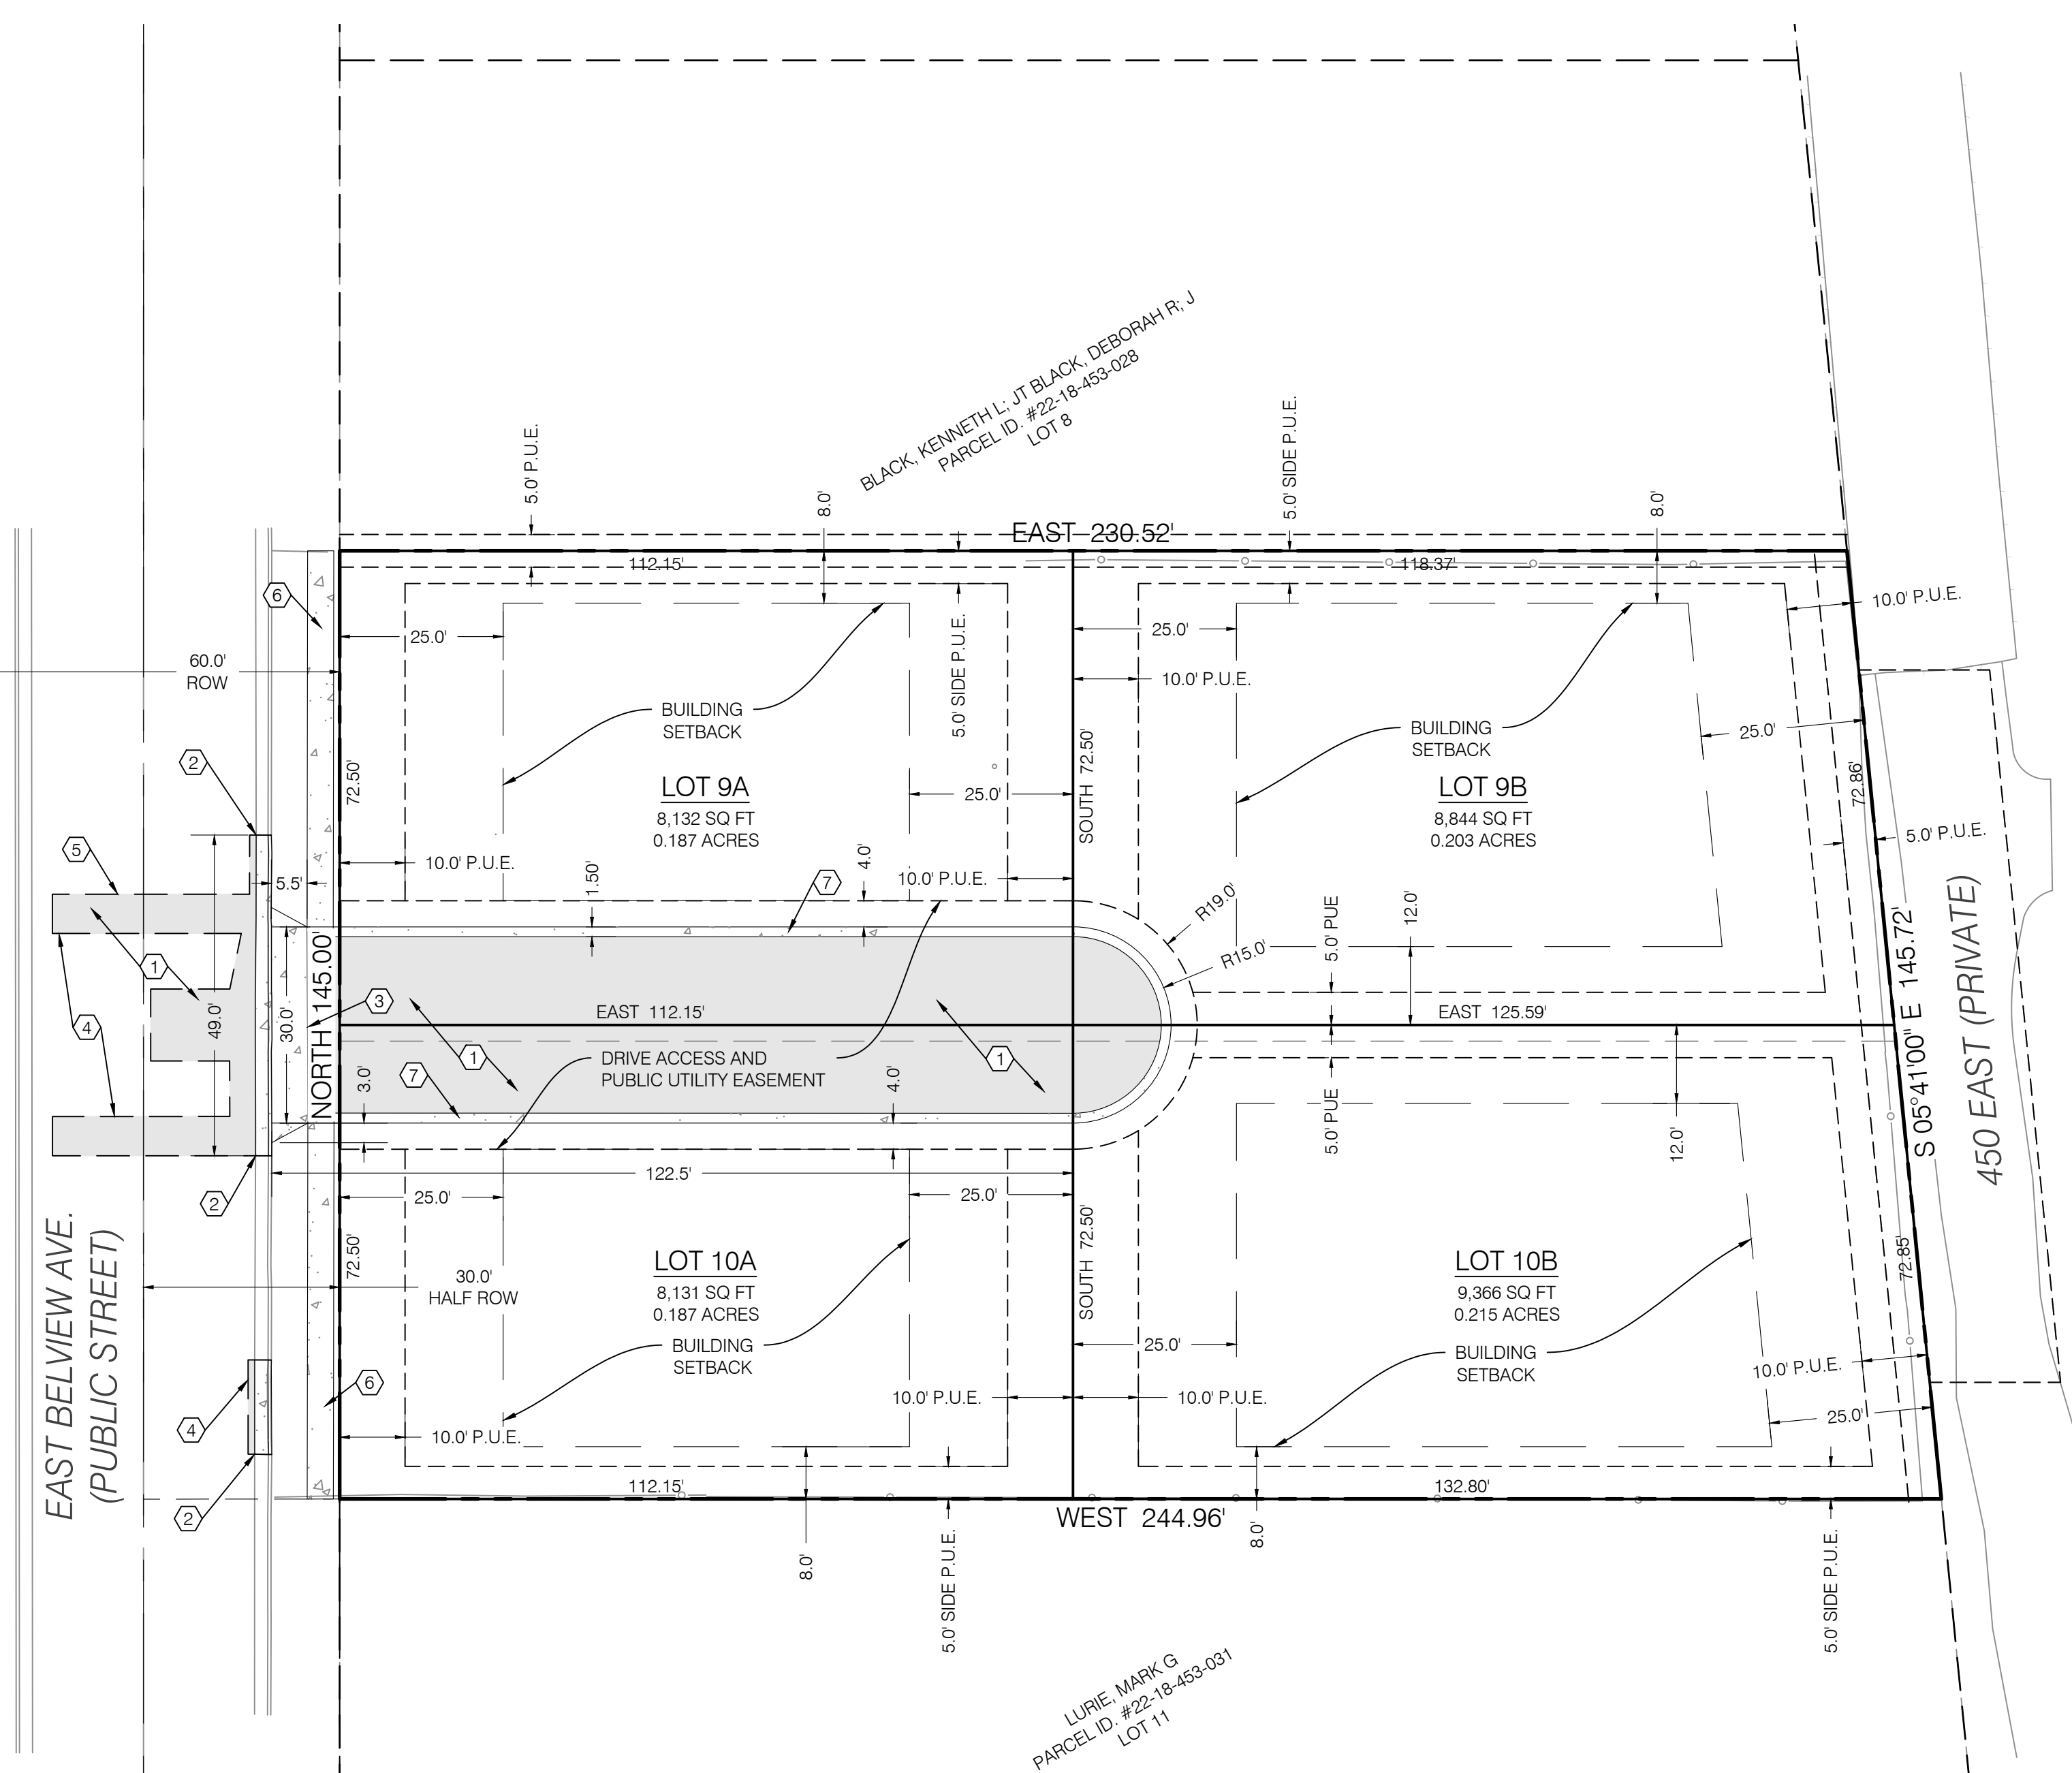 BLACK, KENNETH L; JT BLACK, DEBORAH R; J
PARCEL ID. #22-18-453-028
LOT 8
5.0' P.U.E.
8.0'
5.0' SIDE P.U.E.
8.0'
EAST 230.52'
112.15'
118.37'
6
25.0'
25.0'
10.0' P.U.E.
60.0'
ROW
5.0' SIDE P.U.E.
10.0' P.U.E.
BUILDING
SETBACK
BUILDING
SETBACK
25.0'
2
72.50'
LOT 9A
8,132 SQ FT
0.187 ACRES
25.0'
SOUTH 72.50'
LOT 9B
8,844 SQ FT
0.203 ACRES
72.86'
5.0' P.U.E.
5
5.5'
10.0' P.U.E.
1.50'
7
4.0'
10.0' P.U.E.
R19.0'
R15.0'
5.0' PUE
12.0'
1
4
49.0'
30.0'
NORTH 145.00'
3
EAST 112.15'
EAST 125.59'
S 05°41'00" E 145.72'
450 EAST (PRIVATE)
1
1
DRIVE ACCESS AND
PUBLIC UTILITY EASEMENT
7
3.0'
4.0'
5.0' PUE
12.0'
2
122.5'
25.0'
25.0'
EAST BELVIEW AVE.
(PUBLIC STREET)
72.50'
30.0'
HALF ROW
LOT 10A
8,131 SQ FT
0.187 ACRES
SOUTH 72.50'
LOT 10B
9,366 SQ FT
0.215 ACRES
72.85'
BUILDING
SETBACK
25.0'
BUILDING
SETBACK
10.0' P.U.E.
6
4
10.0' P.U.E.
10.0' P.U.E.
10.0' P.U.E.
25.0'
2
112.15'
132.80'
WEST 244.96'
8.0'
5.0' SIDE P.U.E.
8.0'
5.0' SIDE P.U.E.
LURIE, MARK G
PARCEL ID. #22-18-453-031
LOT 11